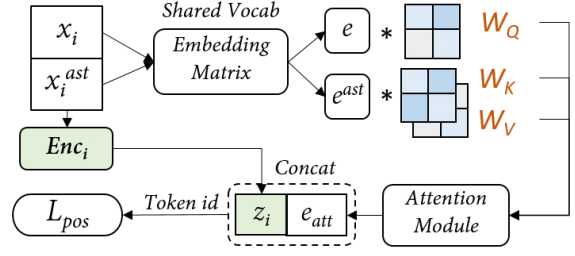 Shared Vocab
x_i
x_i^{ast}
Embedding
Matrix
e
*
W_Q
e^{ast}
*
W_K
W_V
Enc_i
Concat
L_pos
Token id
z_i
e_att
Attention
Module